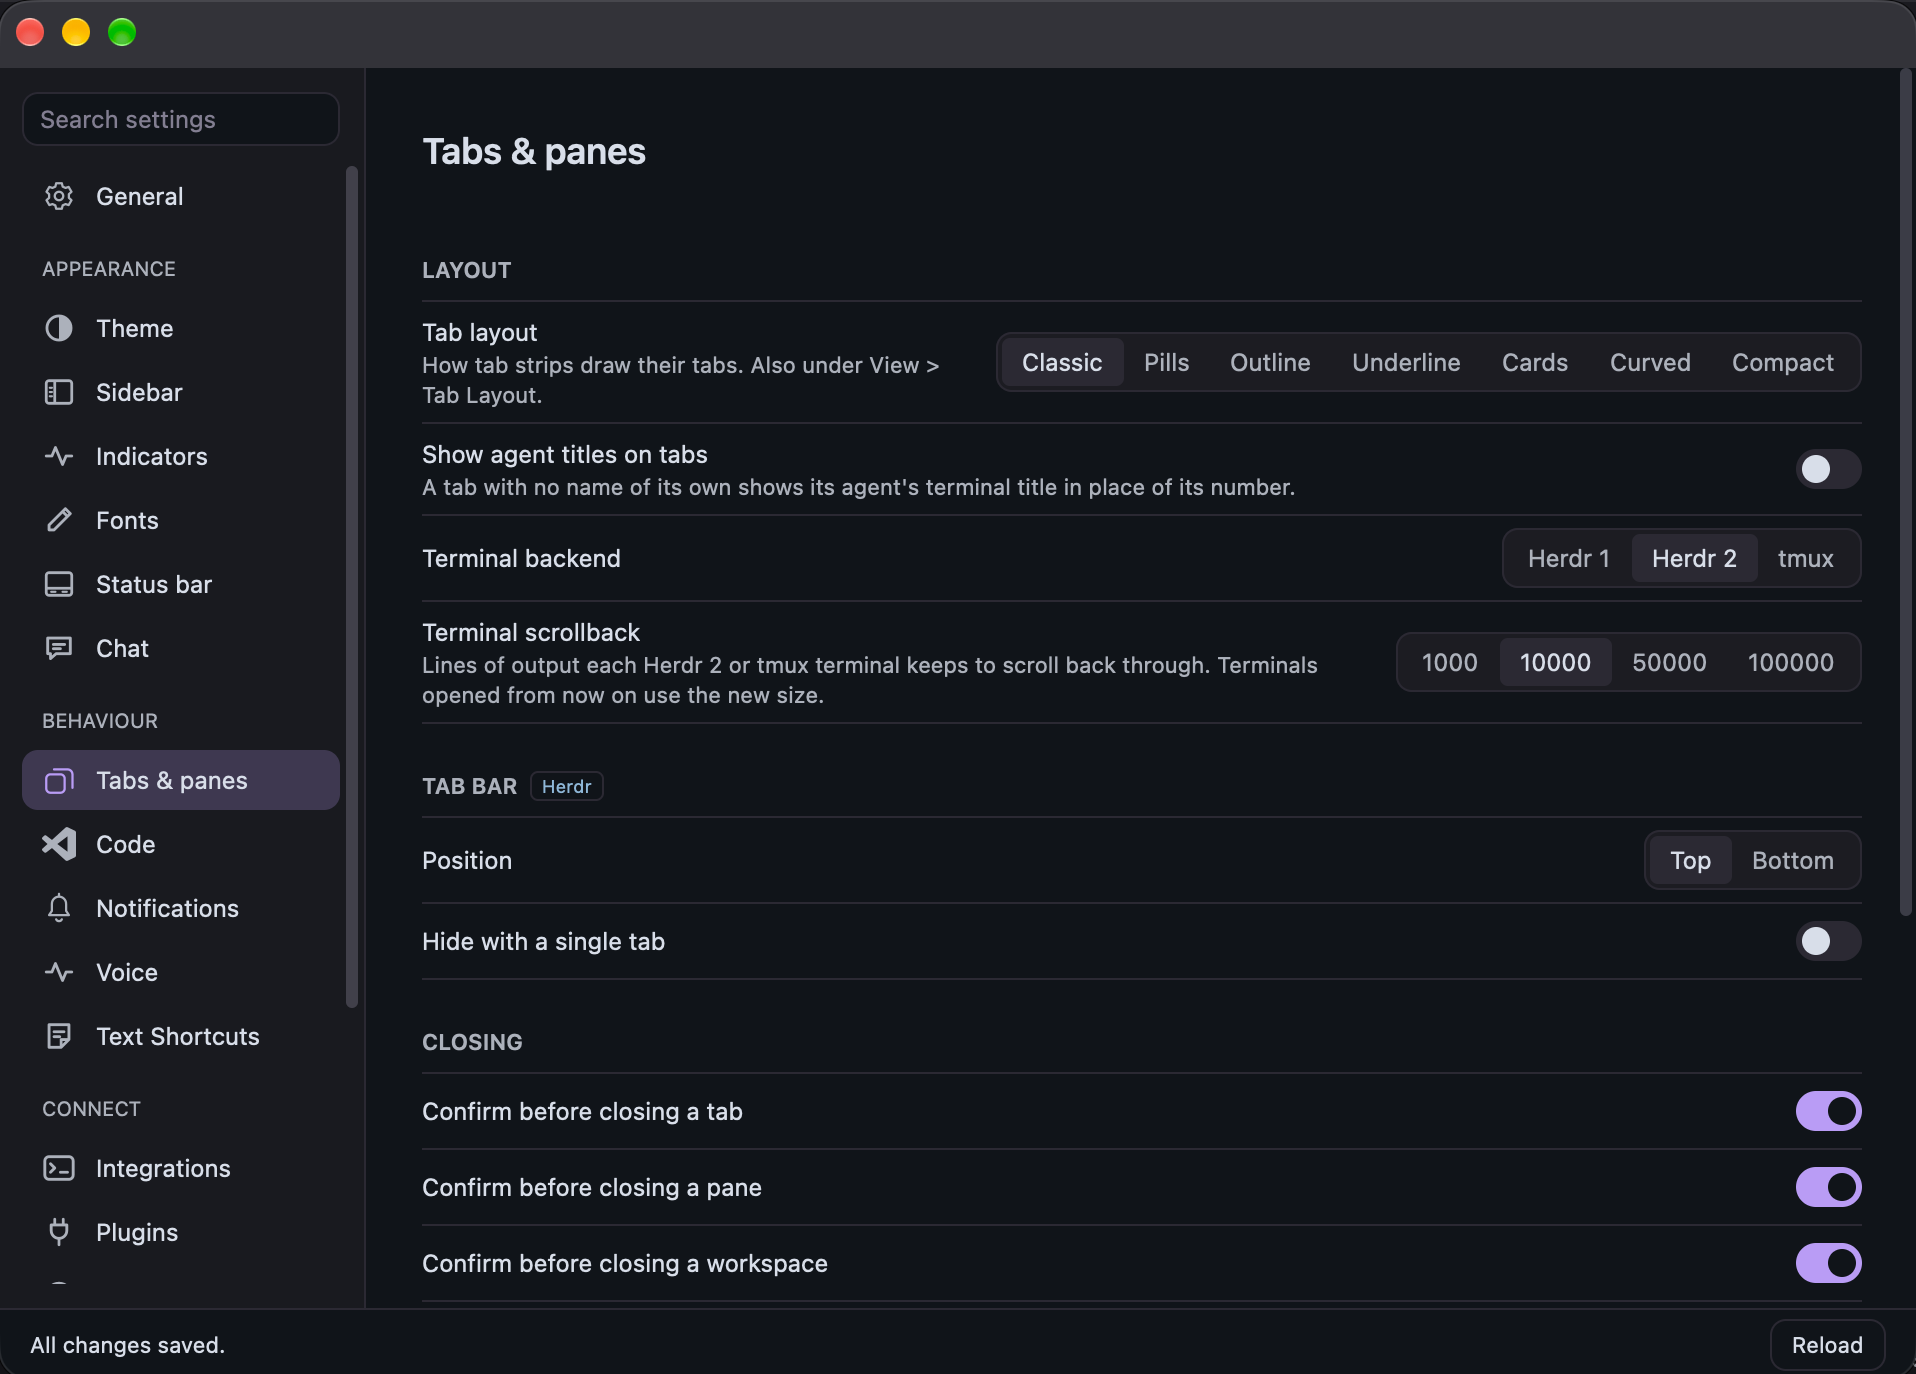 Search settings
General
APPEARANCE
Theme
Sidebar
Indicators
Fonts
Status bar
Chat
BEHAVIOUR
Tabs & panes
Code
Notifications
Voice
Text Shortcuts
CONNECT
Integrations
Plugins
Tabs & panes
LAYOUT
Tab layout
How tab strips draw their tabs. Also under View >
Tab Layout.
Classic Pills Outline Underline Cards Curved Compact
Show agent titles on tabs
A tab with no name of its own shows its agent's terminal title in place of its number.
Terminal backend
Herdr 1 Herdr 2 tmux
Terminal scrollback
Lines of output each Herdr 2 or tmux terminal keeps to scroll back through. Terminals
opened from now on use the new size.
1000 10000 50000 100000
TAB BAR Herdr
Position
Top Bottom
Hide with a single tab
CLOSING
Confirm before closing a tab
Confirm before closing a pane
Confirm before closing a workspace
All changes saved.
Reload